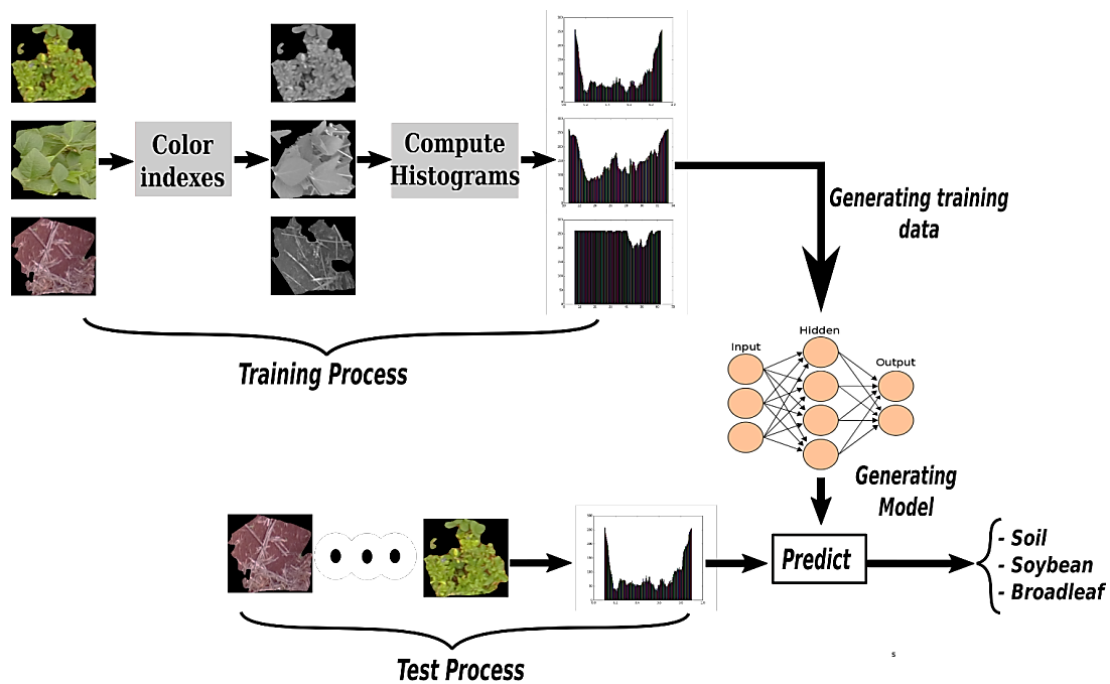 Color
indexes
Compute
Histograms
Generating training
data
Training Process
Input
Hidden
Output
Generating
Model
Predict
- Soil
- Soybean
- Broadleaf
Test Process
s